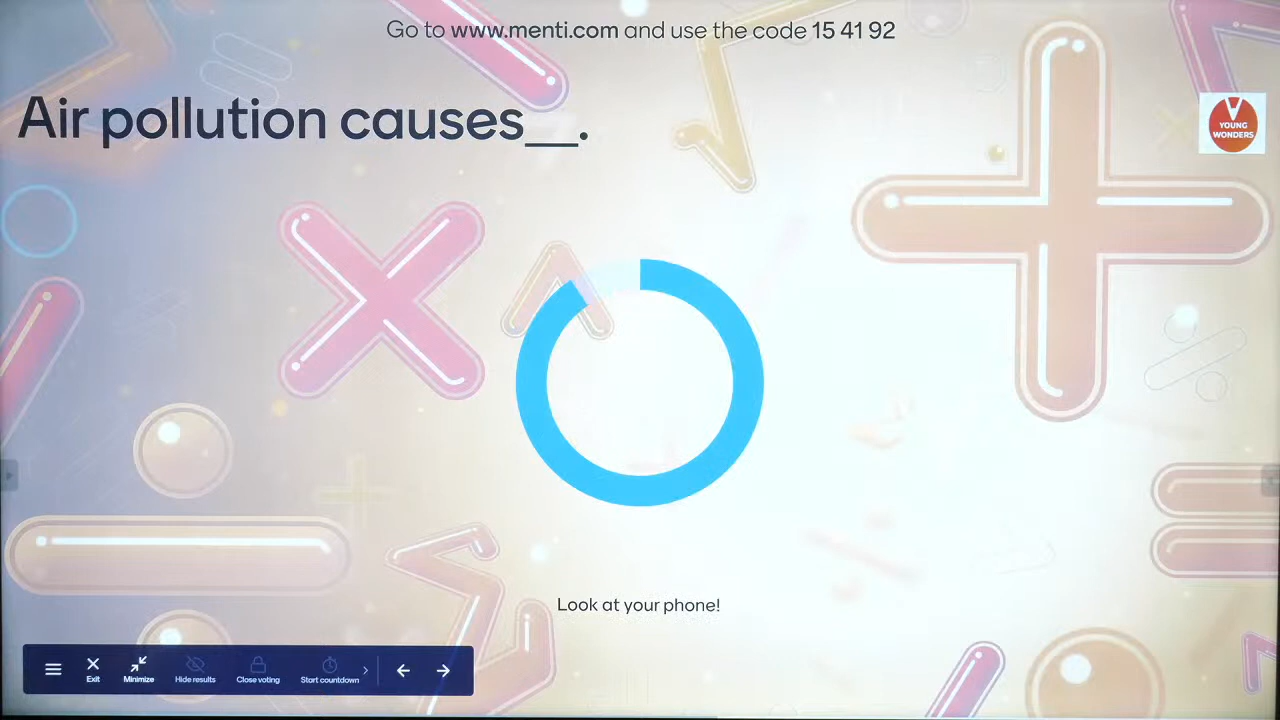 Go to www.menti.com and use the code 15 41 92
Air pollution causes__.
YOUNG
WONDERS
Look at your phone!
Exit
Minimize
Hide results
Close voting
Start countdown